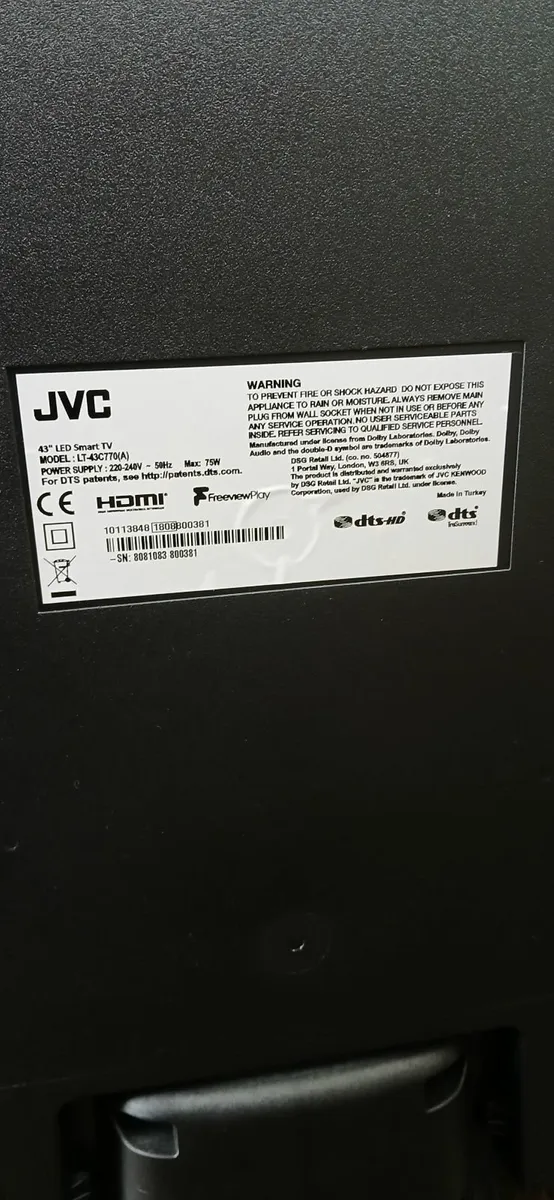 JVC
43" LED Smart TV
MODEL: LT-43C770(A)
POWER SUPPLY : 220-240V ~ 50Hz Max: 75W
For DTS patents, see http://patents.dts.com.
CE HDMI FreeviewPlay
HIGH-DEFINITION MULTIMEDIA INTERFACE
10113848 1808800381
-SN: 8081083 800381
WARNING
TO PREVENT FIRE OR SHOCK HAZARD DO NOT EXPOSE THIS
APPLIANCE TO RAIN OR MOISTURE. ALWAYS REMOVE MAIN
PLUG FROM WALL SOCKET WHEN NOT IN USE OR BEFORE ANY
ANY SERVICE OPERATION. NO USER SERVICEABLE PARTS
INSIDE. REFER SERVICING TO QUALIFIED SERVICE PERSONNEL.
Manufactured under license from Dolby Laboratories. Dolby, Dolby
Audio and the double-D symbol are trademarks of Dolby Laboratories.
DSG Retail Ltd. (co. no. 504877)
1 Portal Wey, London, W3 6RS, UK
The product is distributed and warranted exclusively
by DSG Retail Ltd. "JVC" is the trademark of JVC KENWOOD
Corporation, used by DSG Retail Ltd. under license.
Made In Turkey
dts-HD dts
TruSurround